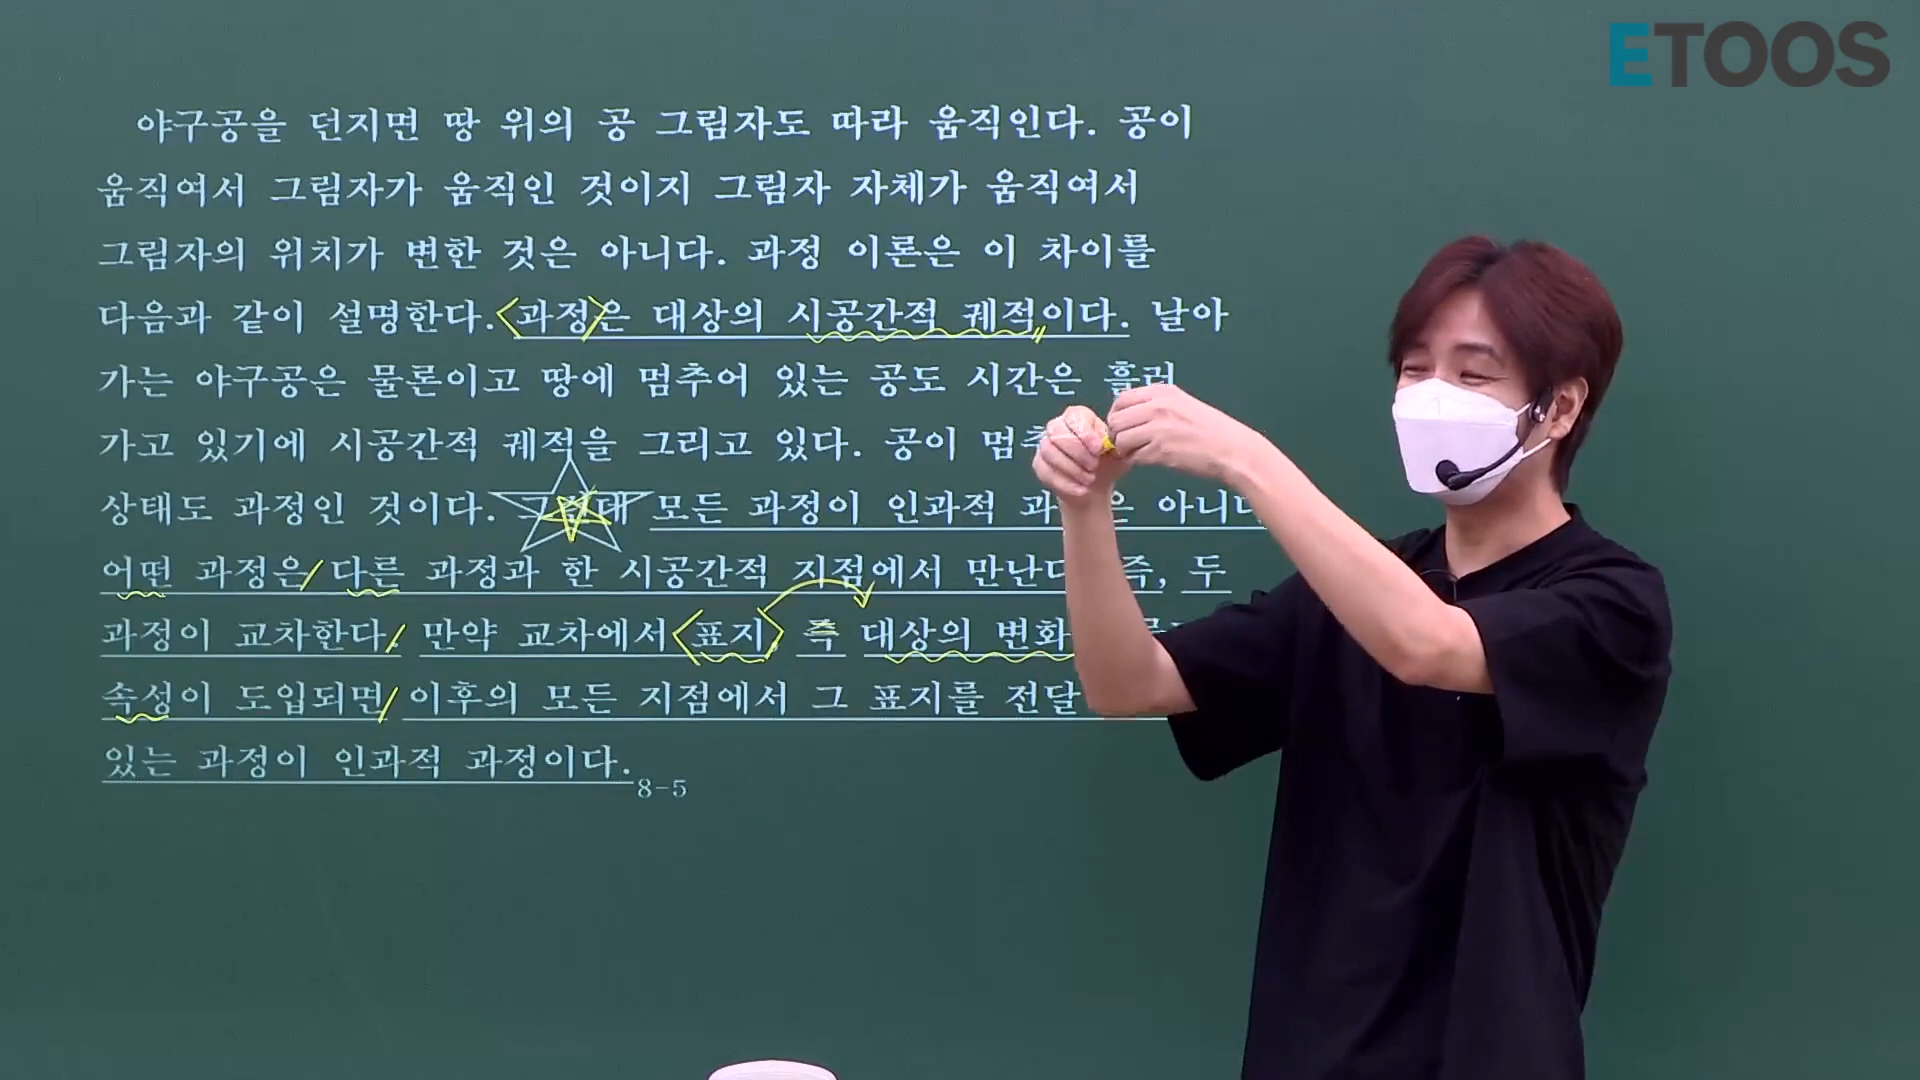 ETOOS
야구공을 던지면 땅 위의 공 그림자도 따라 움직인다. 공이
움직여서 그림자가 움직인 것이지 그림자 자체가 움직여서
그림자의 위치가 변한 것은 아니다. 과정 이론은 이 차이를
다음과 같이 설명한다. <과정>은 대상의 시공간적 궤적이다. 날아
가는 야구공은 물론이고 땅에 멈추어 있는 공도 시간은 흘러
가고 있기에 시공간적 궤적을 그리고 있다. 공이
상태도 과정인 것이다. 모든 과정이 인과적 아니
어떤 과정은/ 다른 과정과 한 시공간적 지점에서 즉, 두
과정이 교차한다/ 만약 교차에서 <표지>, 즉 대상의 변화
속성이 도입되면/ 이후의 모든 지점에서 그 표지를 전달
있는 과정이 인과적 과정이다.
8-5